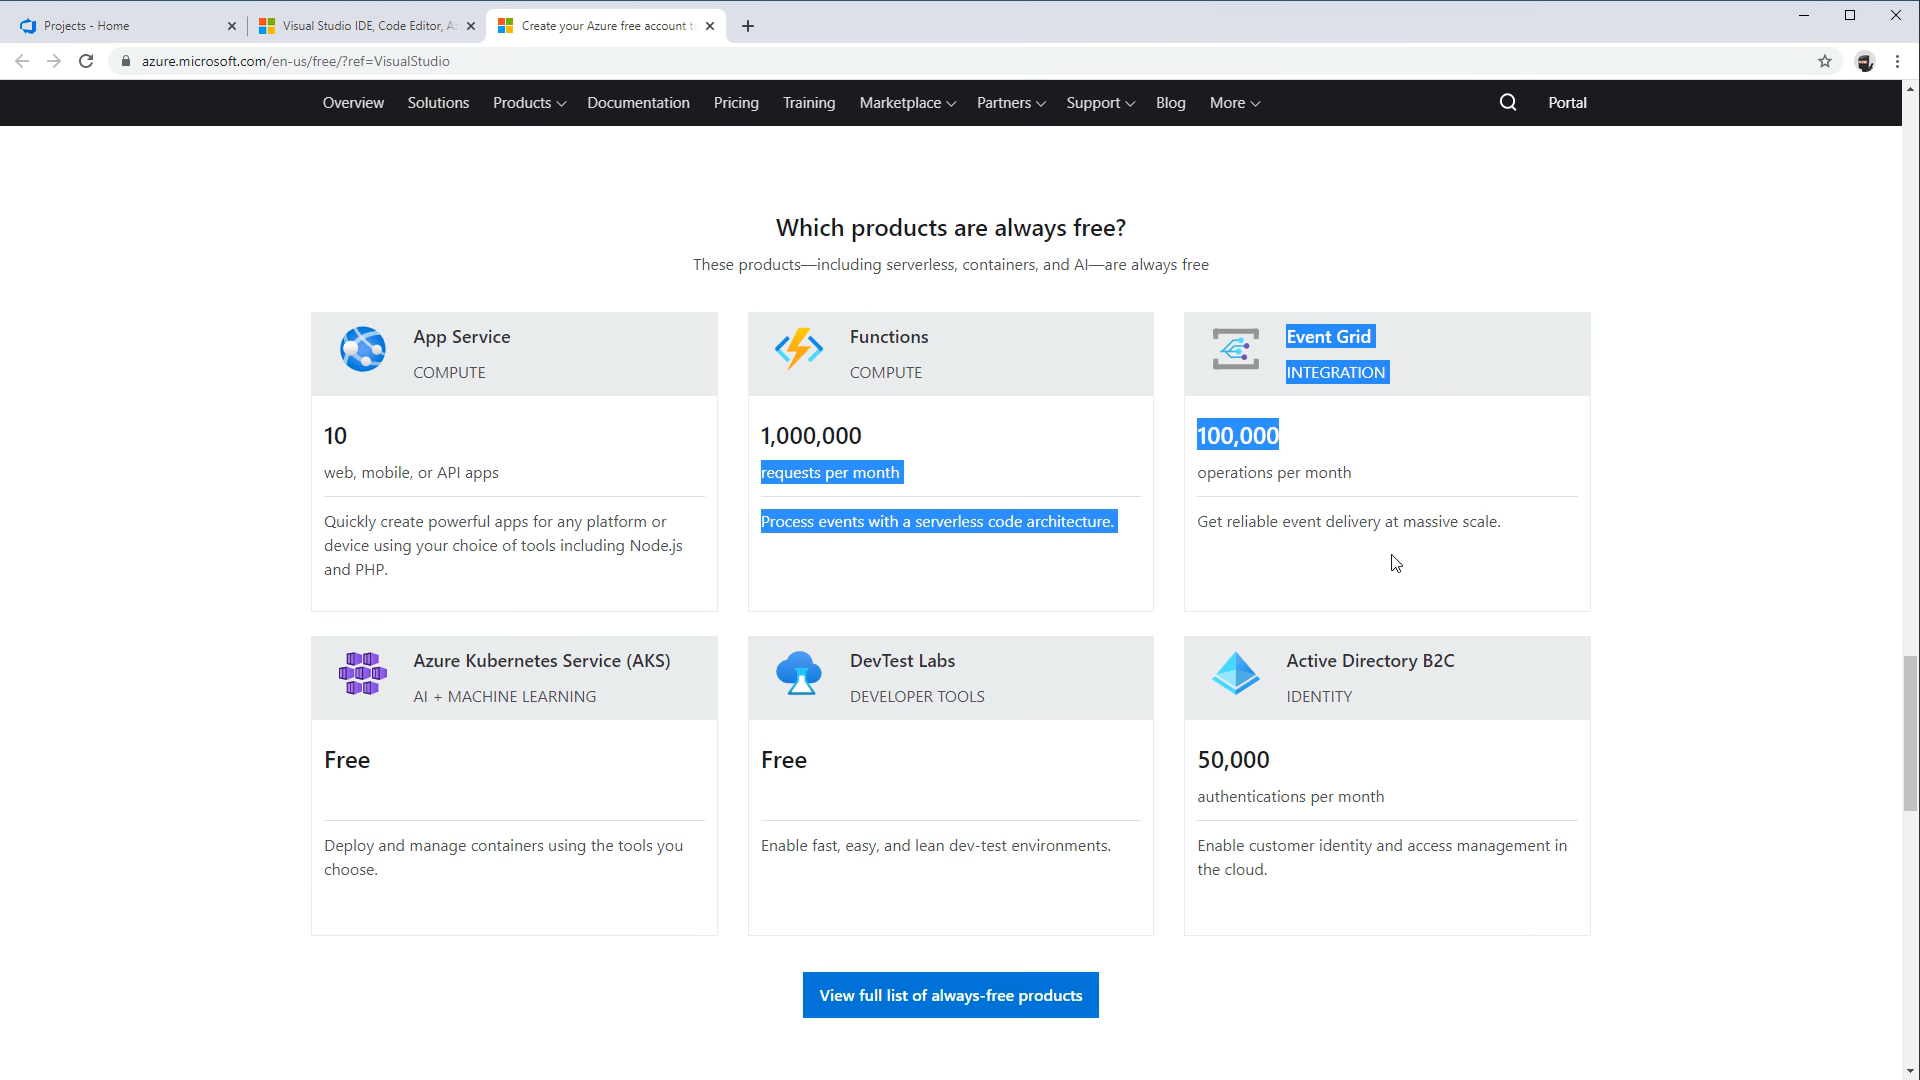 Projects - Home
Visual Studio IDE, Code Editor, Az
Create your Azure free account to
azure.microsoft.com/en-us/free/?ref=VisualStudio
Overview Solutions Products Documentation Pricing Training Marketplace Partners Support Blog More Portal
Which products are always free?
These products—including serverless, containers, and AI—are always free
App Service
COMPUTE
10
web, mobile, or API apps
Quickly create powerful apps for any platform or
device using your choice of tools including Node.js
and PHP.
Functions
COMPUTE
1,000,000
requests per month
Process events with a serverless code architecture.
Event Grid
INTEGRATION
100,000
operations per month
Get reliable event delivery at massive scale.
Azure Kubernetes Service (AKS)
AI + MACHINE LEARNING
Free
Deploy and manage containers using the tools you
choose.
DevTest Labs
DEVELOPER TOOLS
Free
Enable fast, easy, and lean dev-test environments.
Active Directory B2C
IDENTITY
50,000
authentications per month
Enable customer identity and access management in
the cloud.
View full list of always-free products